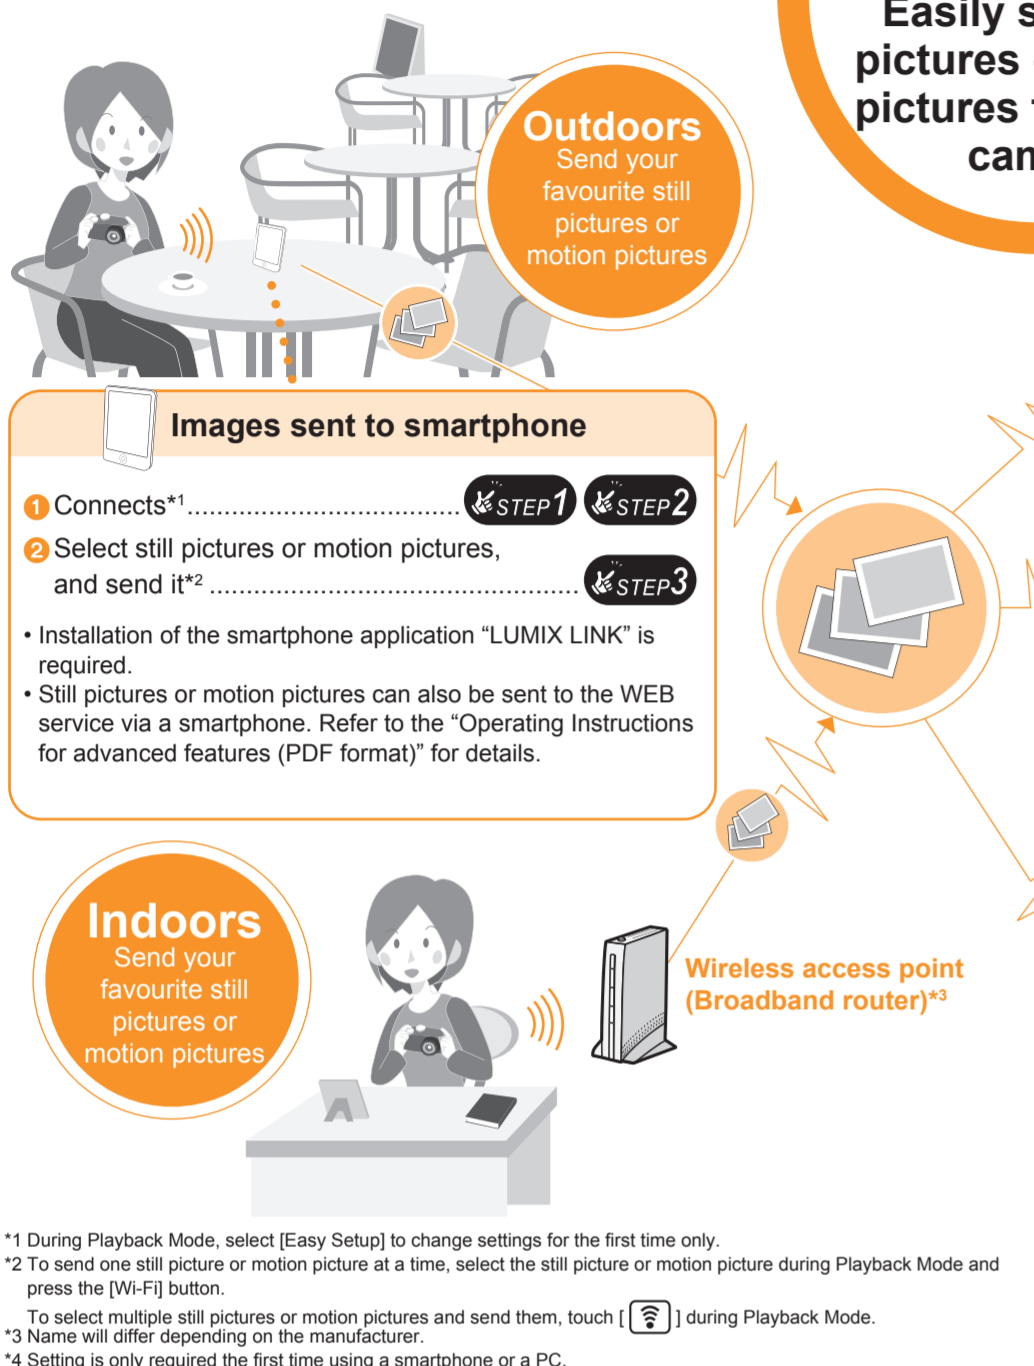 Easily
pictures
pictures
Outdoors
Send your
favourite still
pictures or
motion pictures
Images sent to smartphone
1 Connects*1.................................... STEP1 STEP2
2 Select still pictures or motion pictures,
and send it*2 .................................................. STEP3
• Installation of the smartphone application “LUMIX LINK” is
required.
• Still pictures or motion pictures can also be sent to the WEB
service via a smartphone. Refer to the “Operating Instructions
for advanced features (PDF format)” for details.
Indoors
Send your
favourite still
pictures or
motion pictures
Wireless access point
(Broadband router)*3
*1 During Playback Mode, select [Easy Setup] to change settings for the first time only.
*2 To send one still picture or motion picture at a time, select the still picture or motion picture during Playback Mode and
press the [Wi-Fi] button.
To select multiple still pictures or motion pictures and send them, touch [ ] during Playback Mode.
*3 Name will differ depending on the manufacturer.
*4 Setting is only required the first time using a smartphone or a PC.